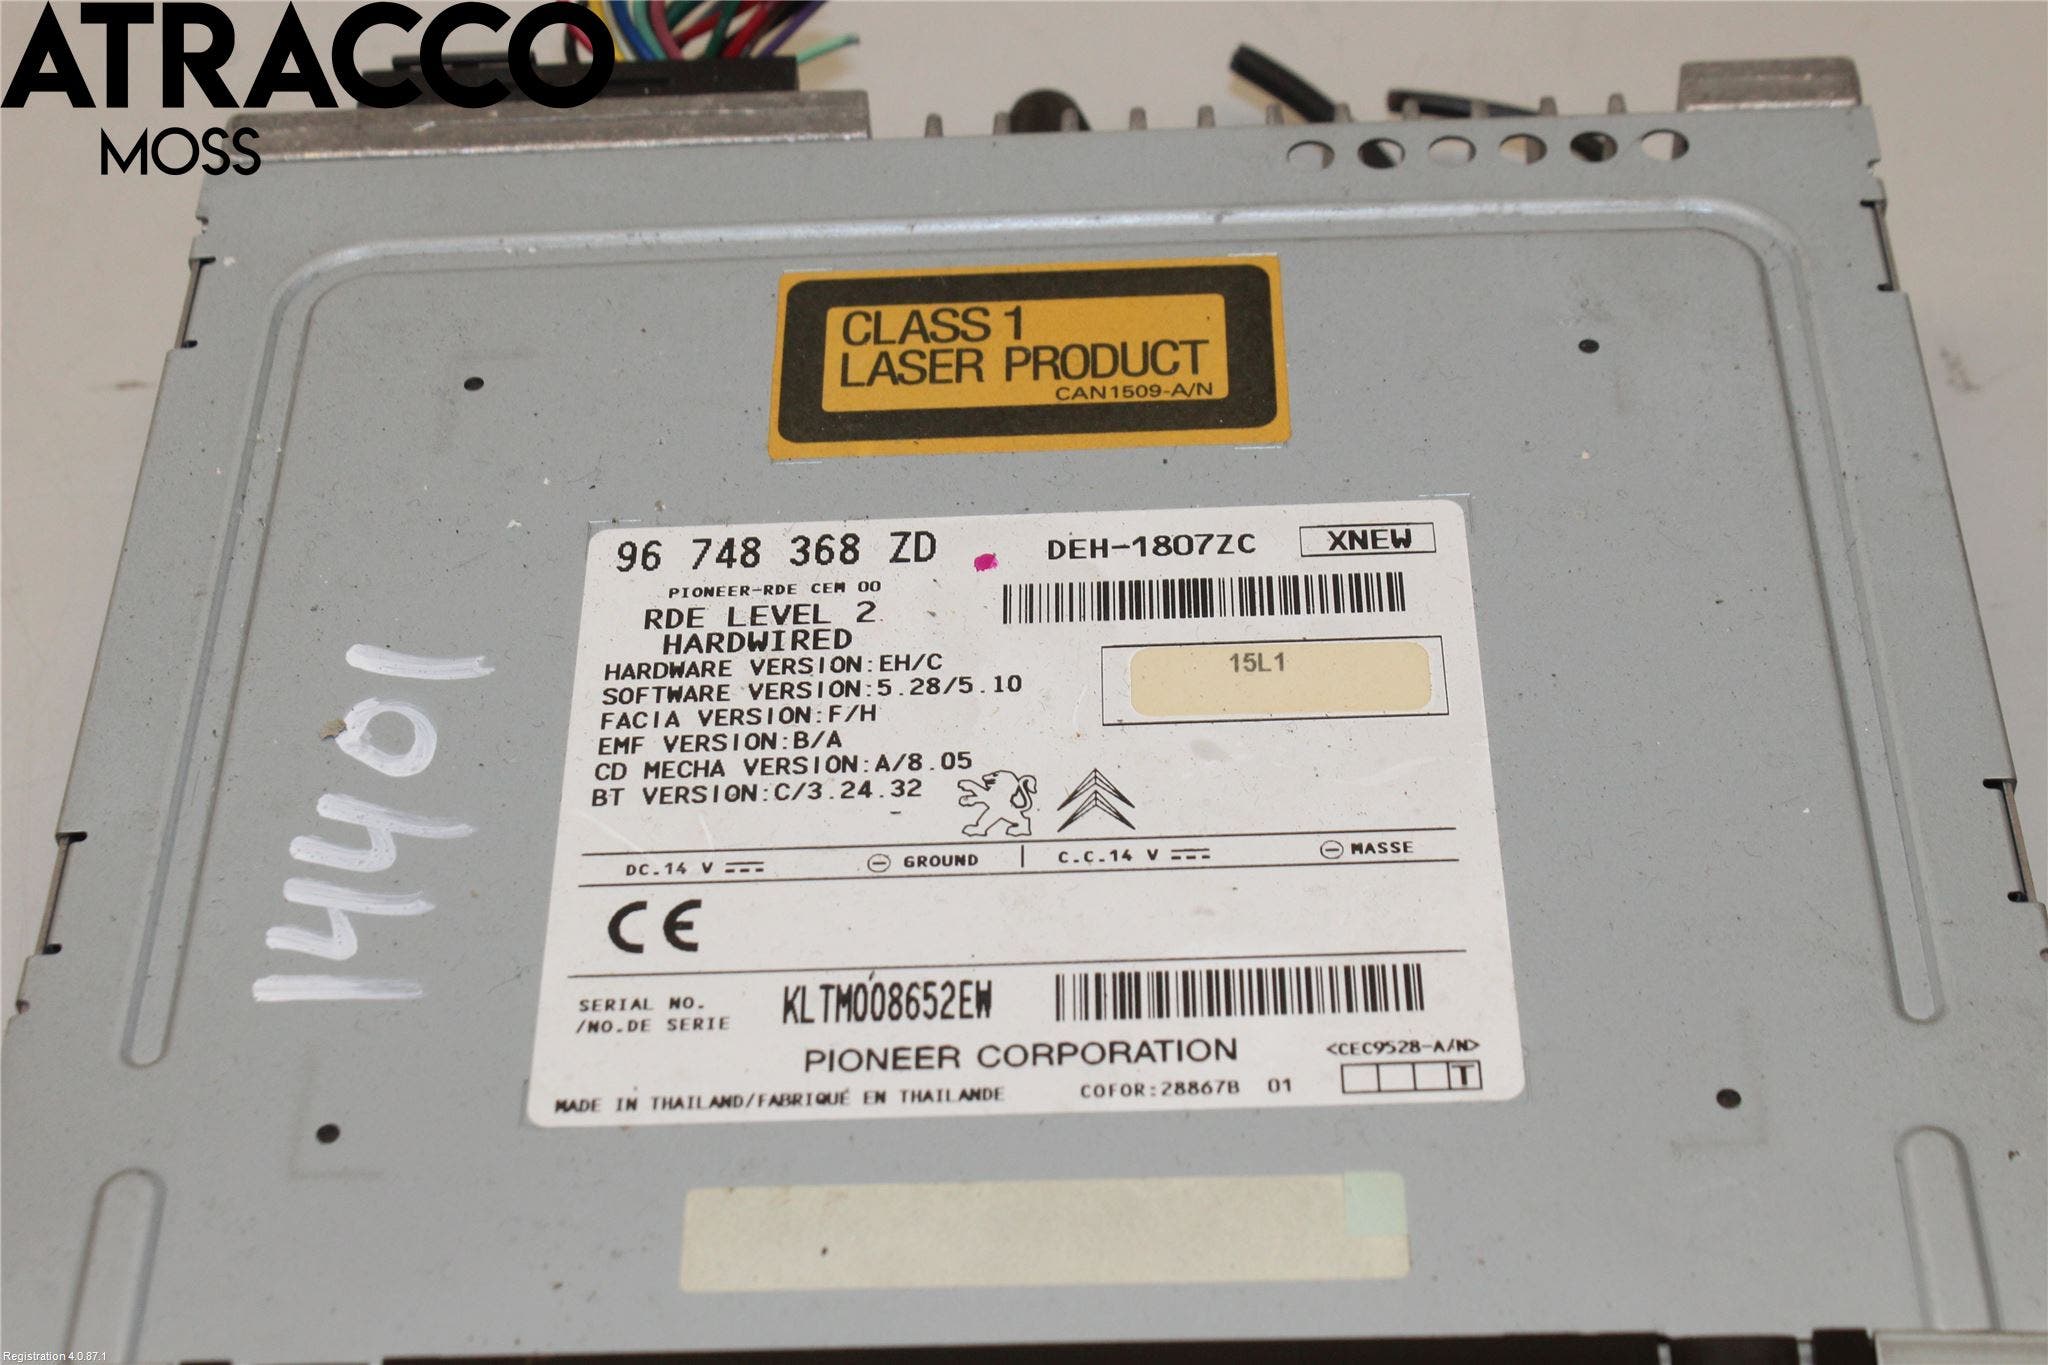 ATRACCO
MOSS
CLASS 1
LASER PRODUCT
CAN1509-A/N
96 748 368 ZD DEH-1807ZC XNEW
PIONEER-RDE CEM 00
RDE LEVEL 2
HARDWIRED
HARDWARE VERSION:EH/C
15L1
SOFTWARE VERSION:5.28/5.10
FACIA VERSION:F/H
EMF VERSION:B/A
CD MECHA VERSION:A/8.05
BT VERSION:C/3.24.32
DC.14 V GROUND C.C.14 V MASSE
CE
SERIAL NO.
/NO.DE SERIE
KLTM008652EW
PIONEER CORPORATION <CEC9528-A/N>
MADE IN THAILAND/FABRIQUÉ EN THAILANDE COFOR:28867B 01 T
14401
Registration 4.0.87.1